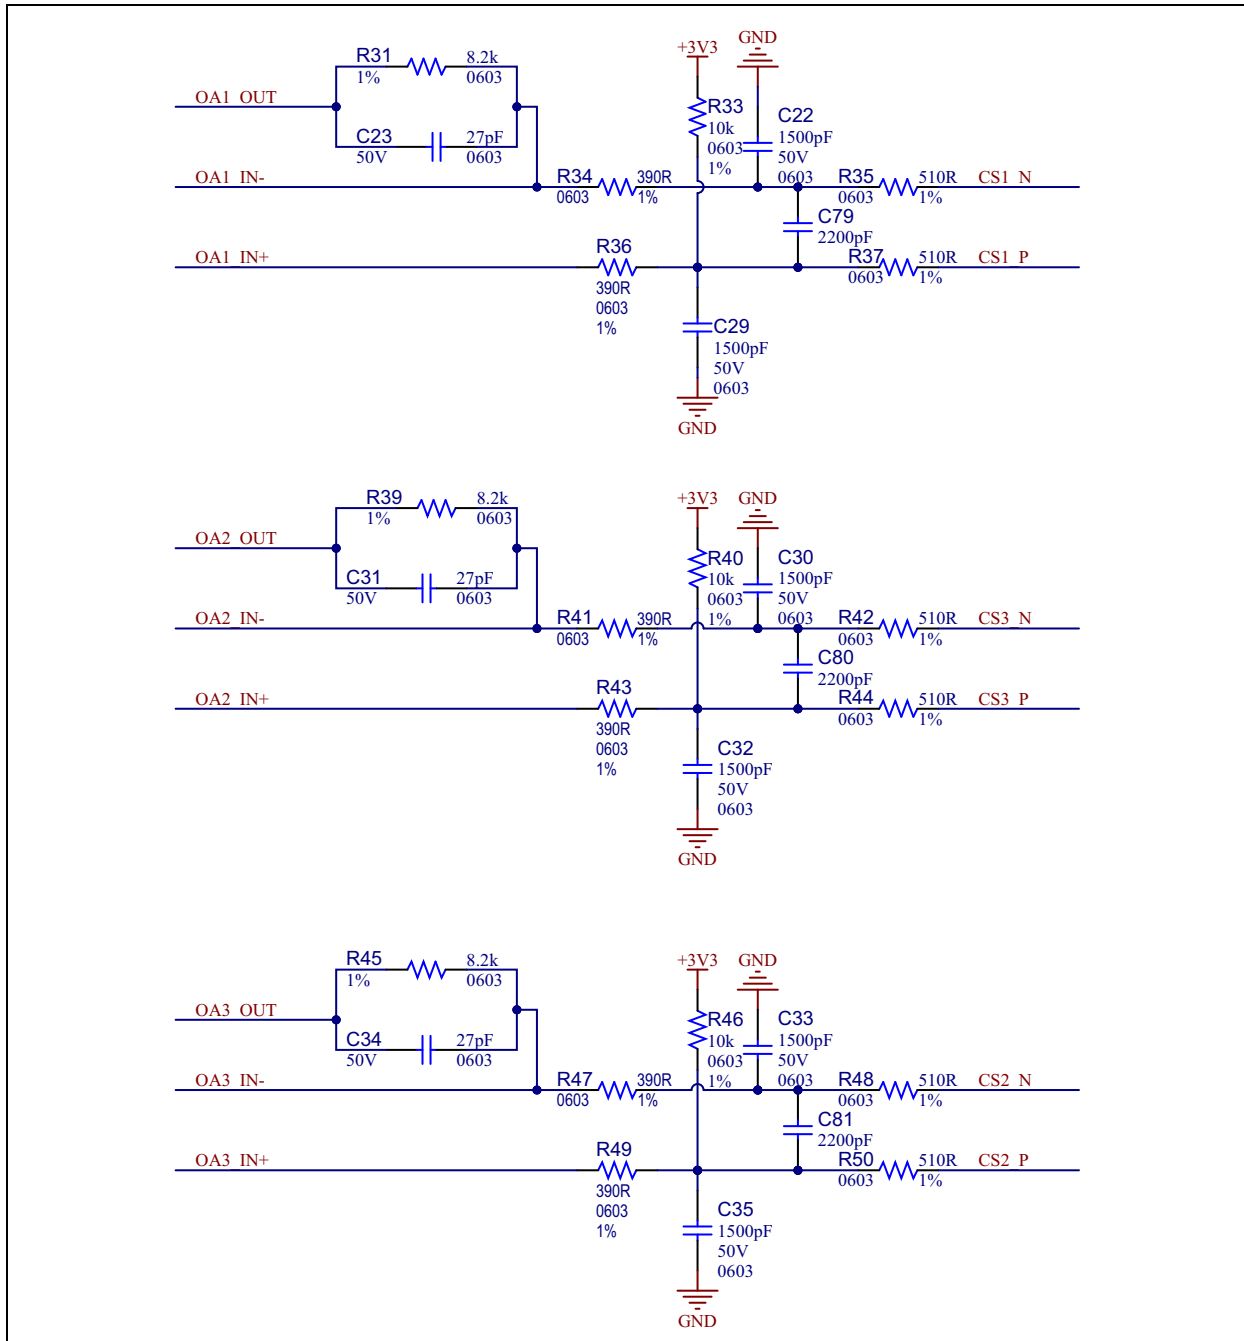 GND
+3V3
R31
8.2k
1%
0603
OA1_OUT
R33
10k
0603
1%
C22
1500pF
50V
0603
C23
27pF
50V
0603
OA1_IN-
R34
390R
0603
1%
R35
510R
0603
1%
CS1_N
C79
2200pF
OA1_IN+
R36
390R
0603
1%
R37
510R
0603
1%
CS1_P
C29
1500pF
50V
0603
GND
+3V3
GND
R39
8.2k
1%
0603
OA2_OUT
R40
10k
0603
1%
C30
1500pF
50V
0603
C31
27pF
50V
0603
OA2_IN-
R41
390R
0603
1%
R42
510R
0603
1%
CS3_N
C80
2200pF
OA2_IN+
R43
390R
0603
1%
R44
510R
0603
1%
CS3_P
C32
1500pF
50V
0603
GND
+3V3
GND
R45
8.2k
1%
0603
OA3_OUT
R46
10k
0603
1%
C33
1500pF
50V
0603
C34
27pF
50V
0603
OA3_IN-
R47
390R
0603
1%
R48
510R
0603
1%
CS2_N
C81
2200pF
OA3_IN+
R49
390R
0603
1%
R50
510R
0603
1%
CS2_P
C35
1500pF
50V
0603
GND